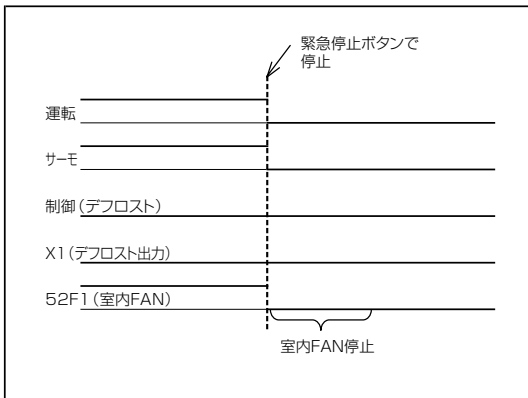 緊急停止ボタンで
停止
運転
サーモ
制御(デフロスト)
X1(デフロスト出力)
52F1(室内FAN)
室内FAN停止